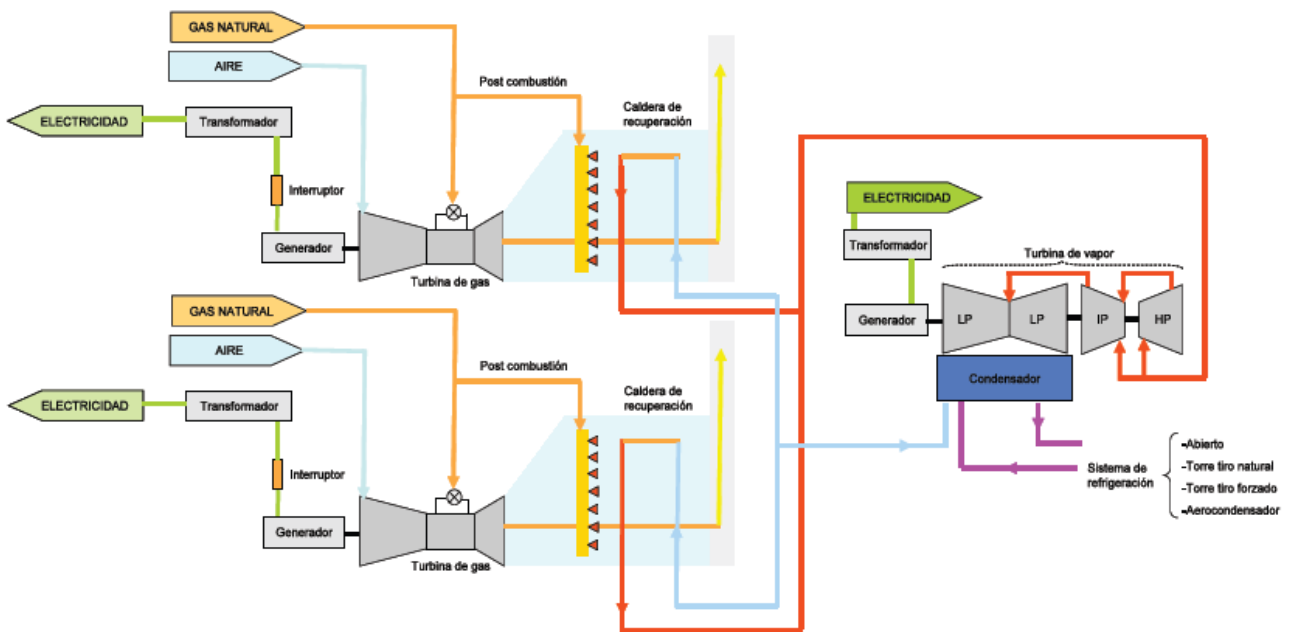 GAS NATURAL
AIRE
Post combustión
Caldera de
recuperación
ELECTRICIDAD
Transformador
Interruptor
Generador
Turbina de gas
GAS NATURAL
AIRE
Post combustión
Caldera de
recuperación
ELECTRICIDAD
Transformador
Interruptor
Generador
Turbina de gas
ELECTRICIDAD
Transformador
Turbina de vapor
Generador
LP
LP
IP
HP
Condensador
Sistema de
refrigeración
-Abierto
-Torre tiro natural
-Torre tiro forzado
-Aerocondensador